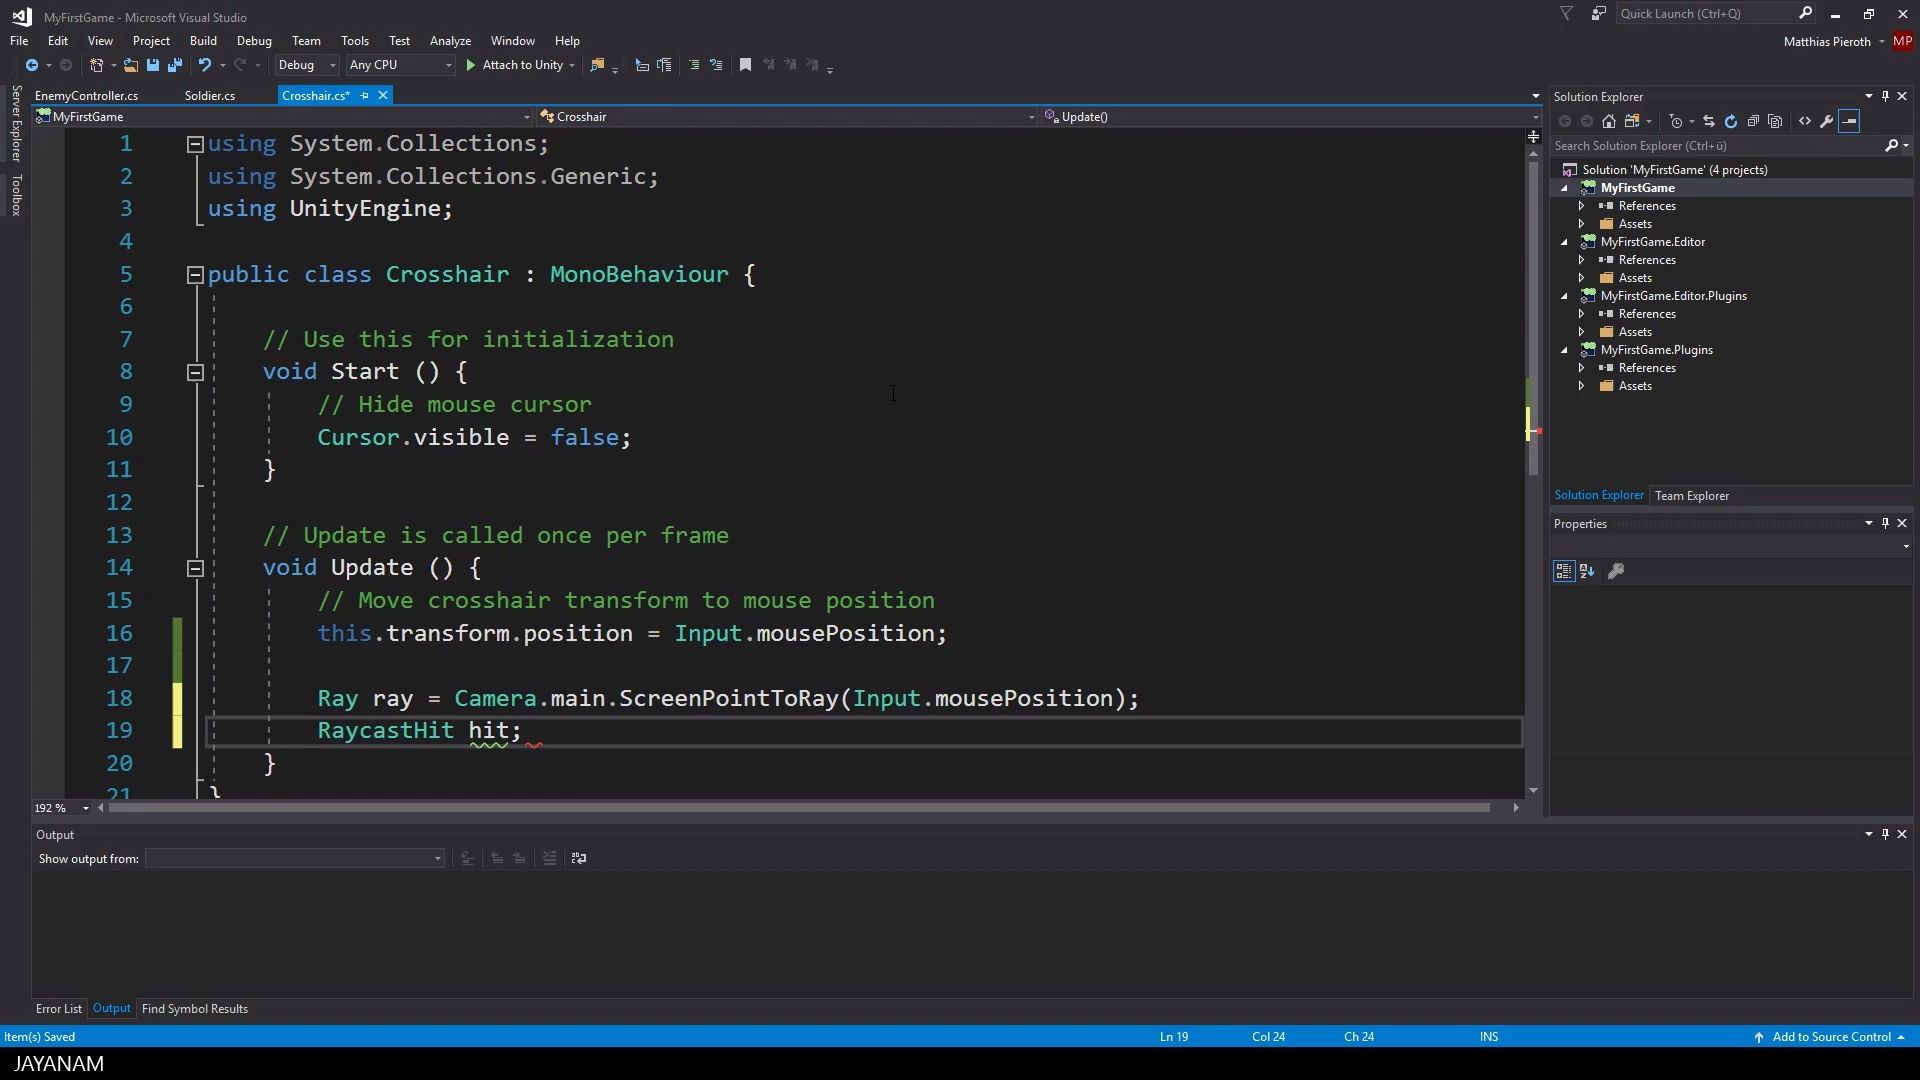 MyFirstGame - Microsoft Visual Studio
Quick Launch (Ctrl+Q)
File Edit View Project Build Debug Team Tools Test Analyze Window Help
Matthias Pieroth MP
Debug Any CPU Attach to Unity
Server Explorer
Toolbox
EnemyController.cs Soldier.cs Crosshair.cs*
MyFirstGame Crosshair Update()
1 using System.Collections;
2 using System.Collections.Generic;
3 using UnityEngine;
4
5 public class Crosshair : MonoBehaviour {
6
7 // Use this for initialization
8 void Start () {
9 // Hide mouse cursor
10 Cursor.visible = false;
11 }
12
13 // Update is called once per frame
14 void Update () {
15 // Move crosshair transform to mouse position
16 this.transform.position = Input.mousePosition;
17
18 Ray ray = Camera.main.ScreenPointToRay(Input.mousePosition);
19 RaycastHit hit;
20 }
21 }
192 %
Solution Explorer
Search Solution Explorer (Ctrl+ü)
Solution 'MyFirstGame' (4 projects)
MyFirstGame
References
Assets
MyFirstGame.Editor
References
Assets
MyFirstGame.Editor.Plugins
References
Assets
MyFirstGame.Plugins
References
Assets
Solution Explorer Team Explorer
Properties
Output
Show output from:
Error List Output Find Symbol Results
Item(s) Saved Ln 19 Col 24 Ch 24 INS Add to Source Control
JAYANAM